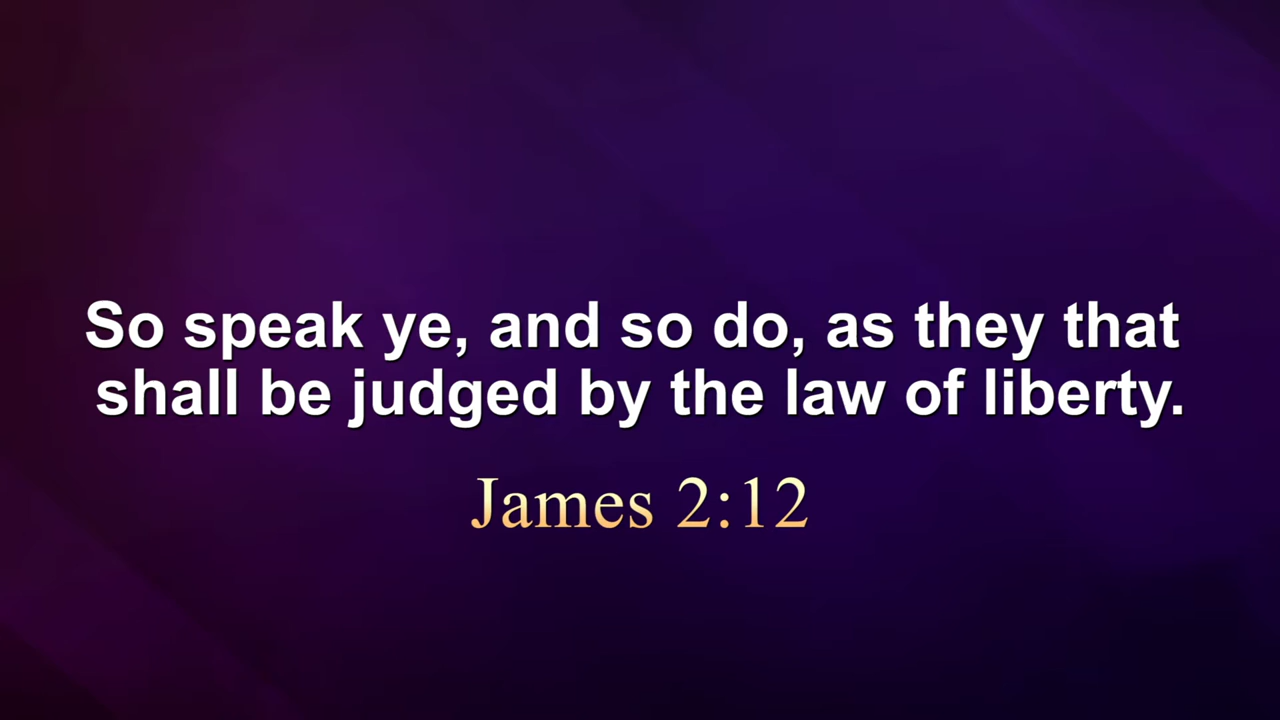 So speak ye, and so do, as they that
shall be judged by the law of liberty.
James 2:12